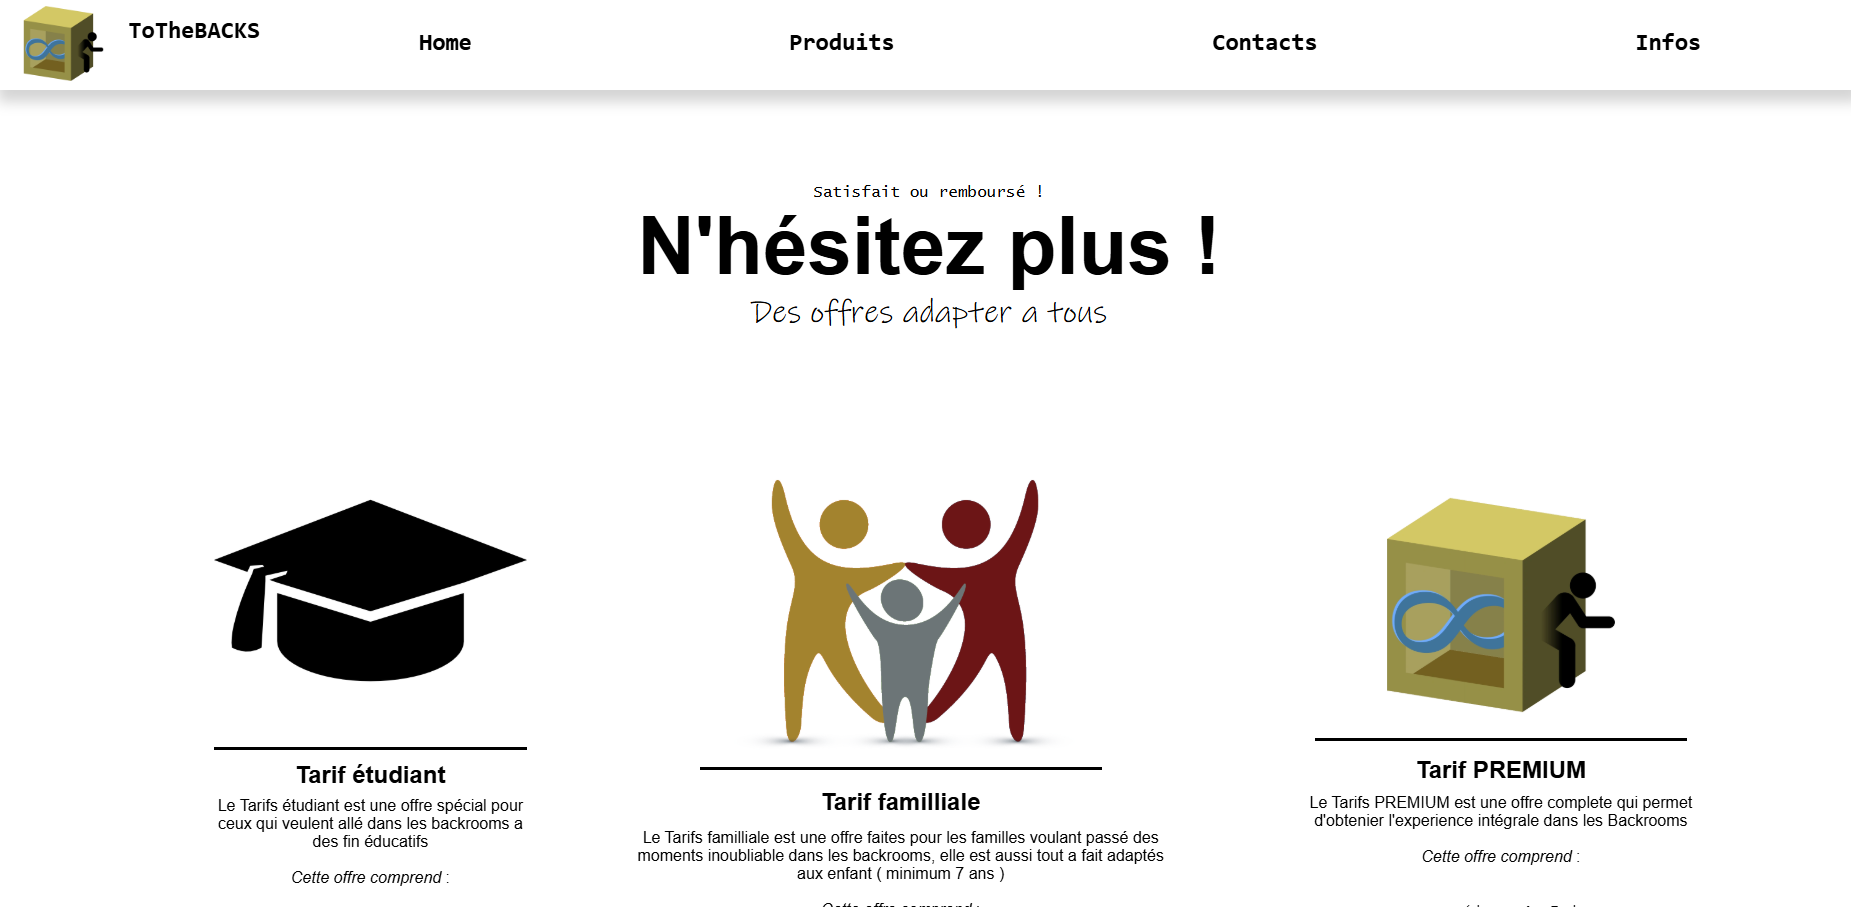 ToTheBACKS
Home
Produits
Contacts
Infos
Satisfait ou remboursé !
N'hésitez plus !
Des offres adapter a tous
Tarif étudiant
Le Tarifs étudiant est une offre spécial pour
ceux qui veulent allé dans les backrooms a
des fin éducatifs
Cette offre comprend :
Tarif familliale
Le Tarifs familliale est une offre faites pour les familles voulant passé des
moments inoubliable dans les backrooms, elle est aussi tout a fait adaptés
aux enfant ( minimum 7 ans )
Cette offre comprend :
Tarif PREMIUM
Le Tarifs PREMIUM est une offre complete qui permet
d'obtenier l'experience intégrale dans les Backrooms
Cette offre comprend :